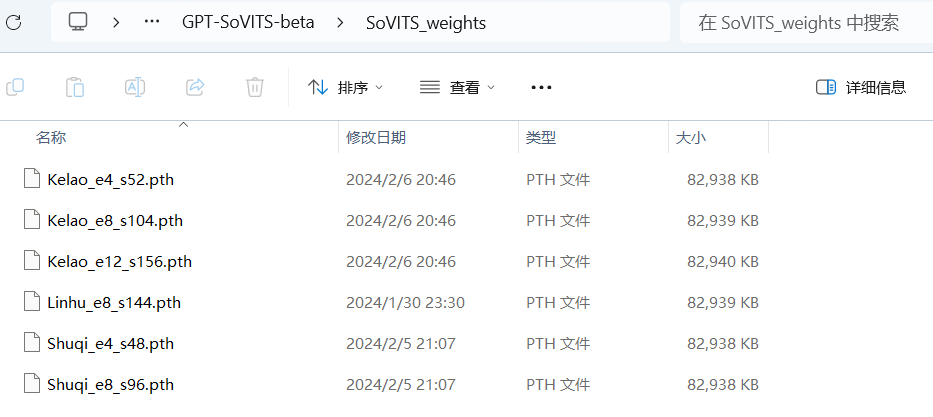 GPT-SoVITS-beta SoVITS_weights 在 SoVITS_weights 中搜索
排序 查看 详细信息
名称 修改日期 类型 大小
Kelao_e4_s52.pth 2024/2/6 20:46 PTH 文件 82,938 KB
Kelao_e8_s104.pth 2024/2/6 20:46 PTH 文件 82,939 KB
Kelao_e12_s156.pth 2024/2/6 20:46 PTH 文件 82,940 KB
Linhu_e8_s144.pth 2024/1/30 23:30 PTH 文件 82,939 KB
Shuqi_e4_s48.pth 2024/2/5 21:07 PTH 文件 82,938 KB
Shuqi_e8_s96.pth 2024/2/5 21:07 PTH 文件 82,938 KB